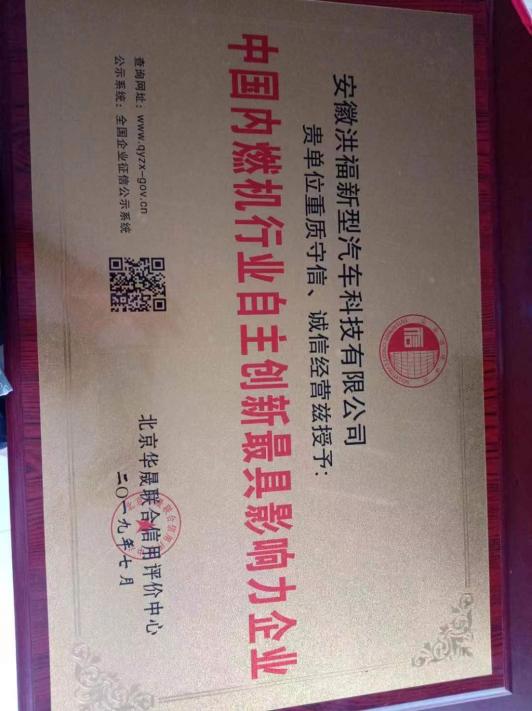 安徽洪福新型汽车科技有限公司
贵单位重质守信、诚信经营兹授予:
中国内燃机行业自主创新最具影响力企业
查询网址: www.qyzx-gov.cn
公示系统: 全国企业征信公示系统
北京华晟联合信用评价中心
二〇一九年七月